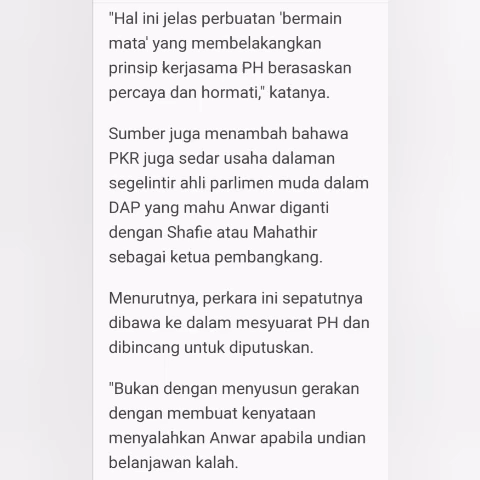 "Hal ini jelas perbuatan 'bermain
mata' yang membelakangkan
prinsip kerjasama PH berasaskan
percaya dan hormati," katanya.
Sumber juga menambah bahawa
PKR juga sedar usaha dalaman
segelintir ahli parlimen muda dalam
DAP yang mahu Anwar diganti
dengan Shafie atau Mahathir
sebagai ketua pembangkang.
Menurutnya, perkara ini sepatutnya
dibawa ke dalam mesyuarat PH dan
dibincang untuk diputuskan.
"Bukan dengan menyusun gerakan
dengan membuat kenyataan
menyalahkan Anwar apabila undian
belanjawan kalah.